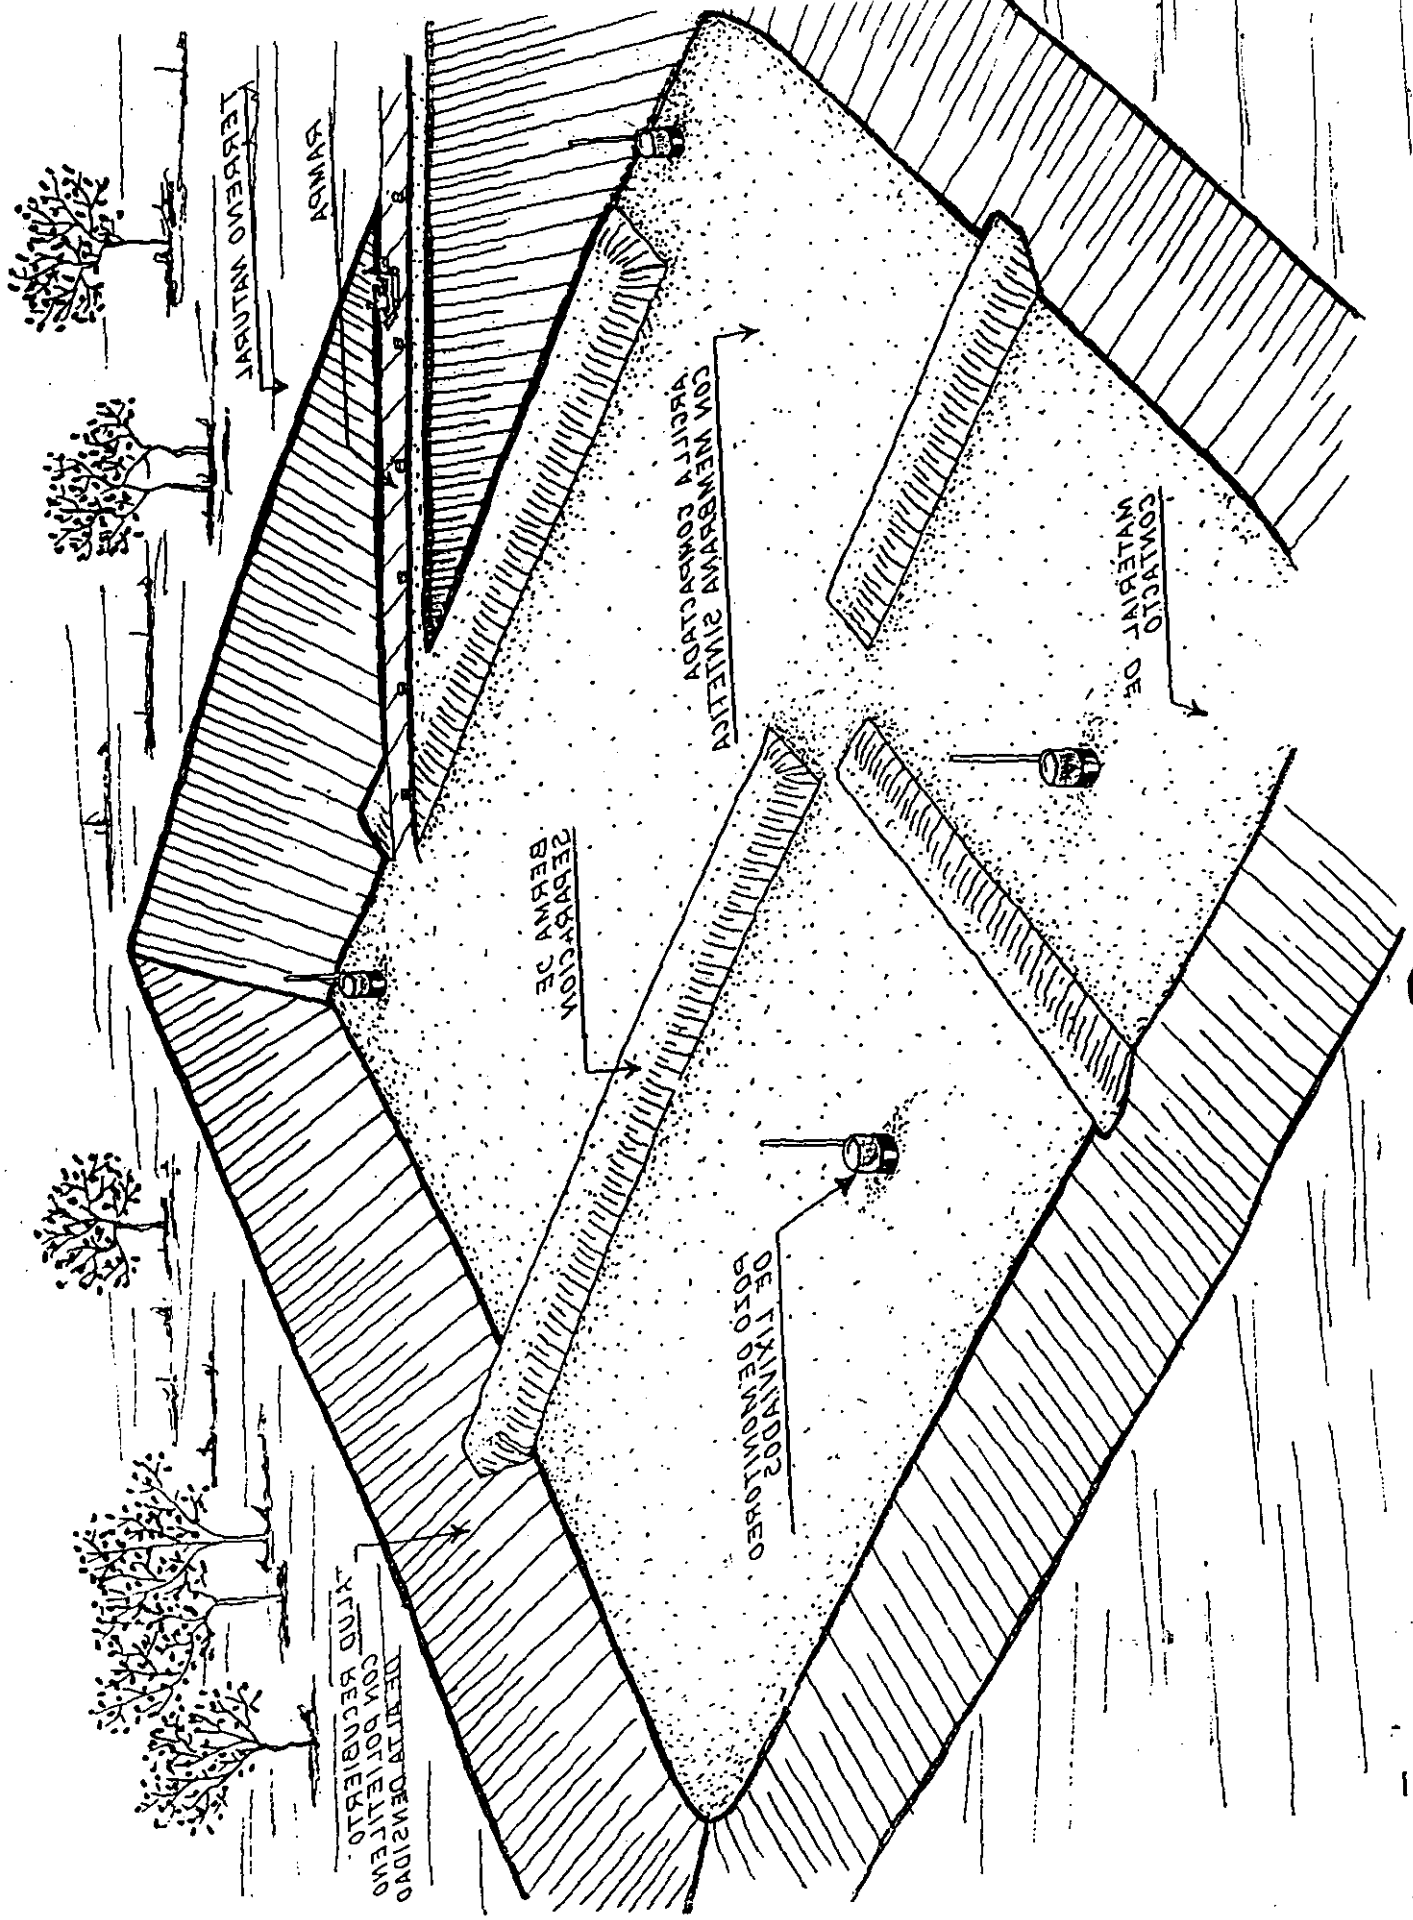 TERRENO NATURAL
RAMPA
ARCILLA COMPACTADA
CON MEMBRANA SINTETICA
MATERIAL DE
CONTACTO
BERMA DE
SEPARACION
POZO DE MONITOREO
DE LIXIVIADOS
TALUD RECUBIERTO
CON POLIETILENO
DE ALTA DENSIDAD